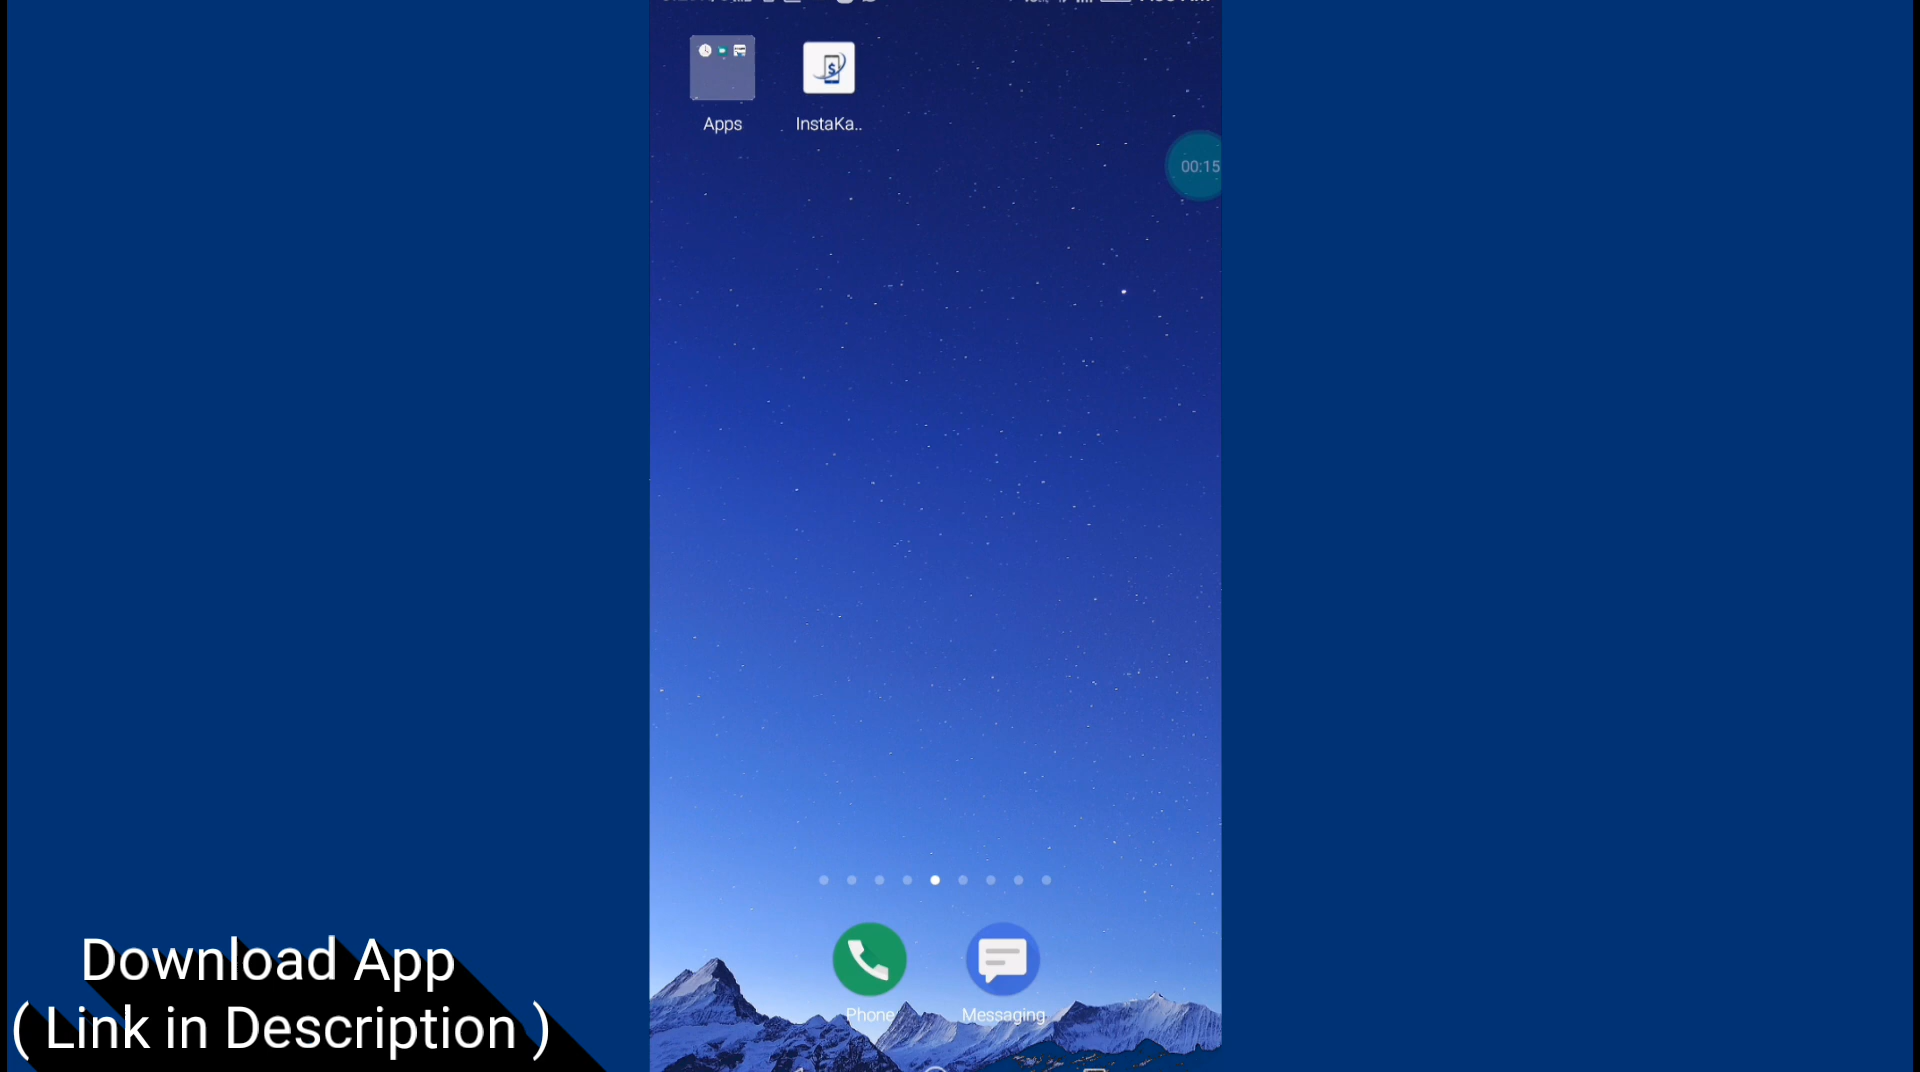 Apps
InstaKa..
00:15
Phone
Messaging
Download App
( Link in Description )